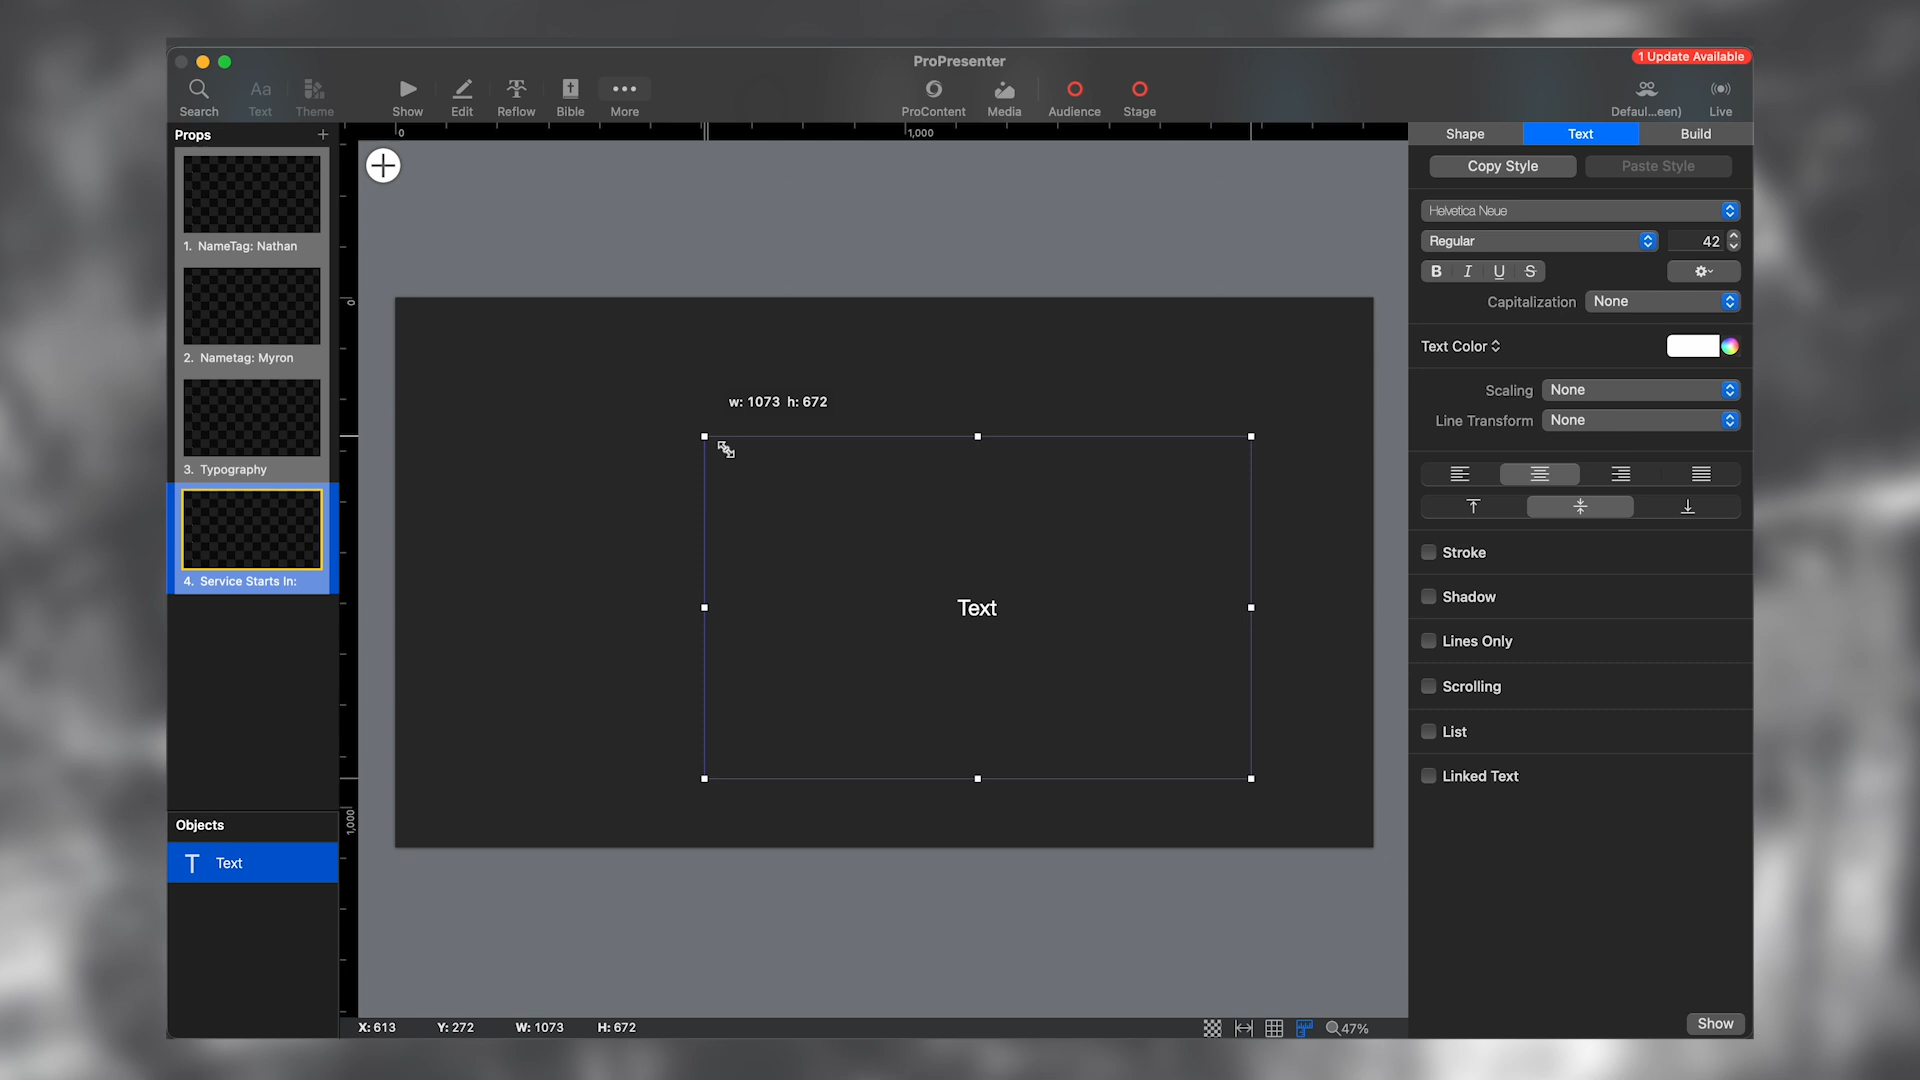 ProPresenter
1 Update Available
Search
Text
Theme
Show
Edit
Reflow
Bible
More
ProContent
Media
Audience
Stage
Defaul...een)
Live
Props
1. NameTag: Nathan
2. Nametag: Myron
3. Typography
4. Service Starts In:
Objects
Text
0
1,000
0
1,000
w: 1073 h: 672
Text
X: 613 Y: 272 W: 1073 H: 672
47%
Shape Text Build
Copy Style Paste Style
Helvetica Neue
Regular 42
B I U S
Capitalization None
Text Color
Scaling None
Line Transform None
Stroke
Shadow
Lines Only
Scrolling
List
Linked Text
Show